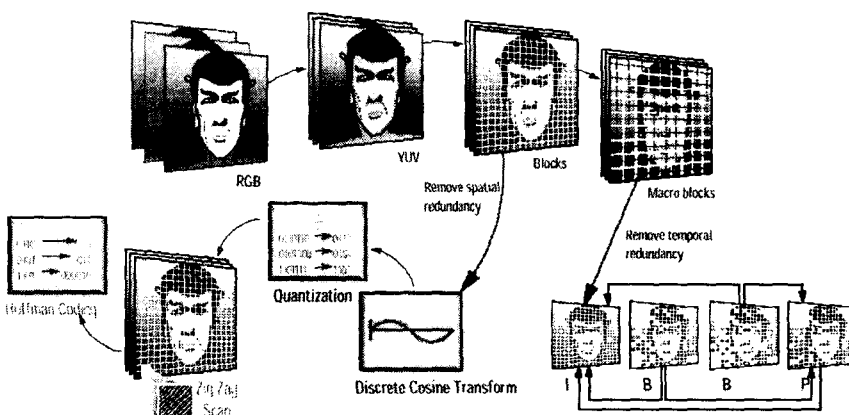 RGB
YUV
Blocks
Macro blocks
Remove spatial
redundancy
Remove temporal
redundancy
Quantization
Huffman Coding
Discrete Cosine Transform
Zig Zag
Scan
I
B
B
P